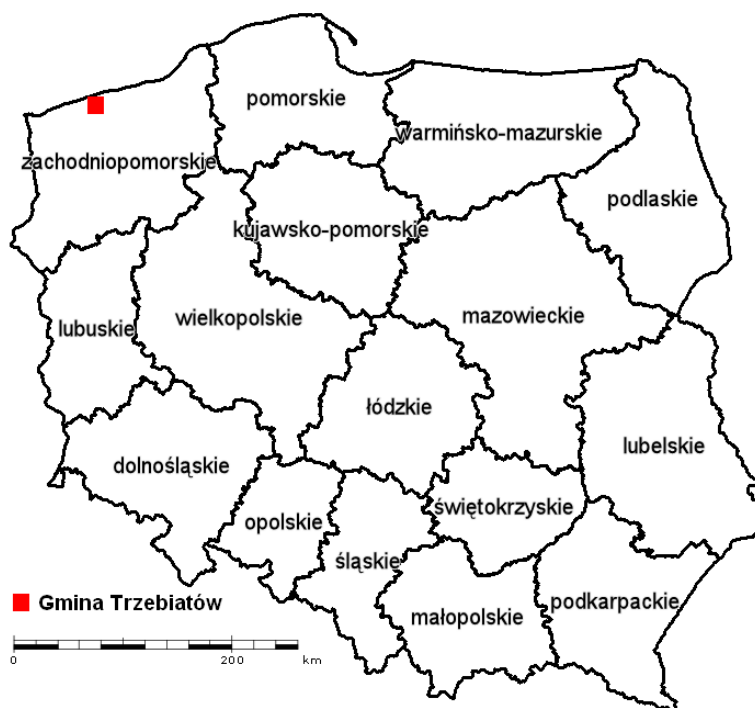 pomorskie
warmińsko-mazurskie
zachodniopomorskie
podlaskie
kujawsko-pomorskie
lubuskie
wielkopolskie
mazowieckie
łódzkie
lubelskie
dolnośląskie
świętokrzyskie
opolskie
śląskie
Gmina Trzebiatów
małopolskie
podkarpackie
0
200
km